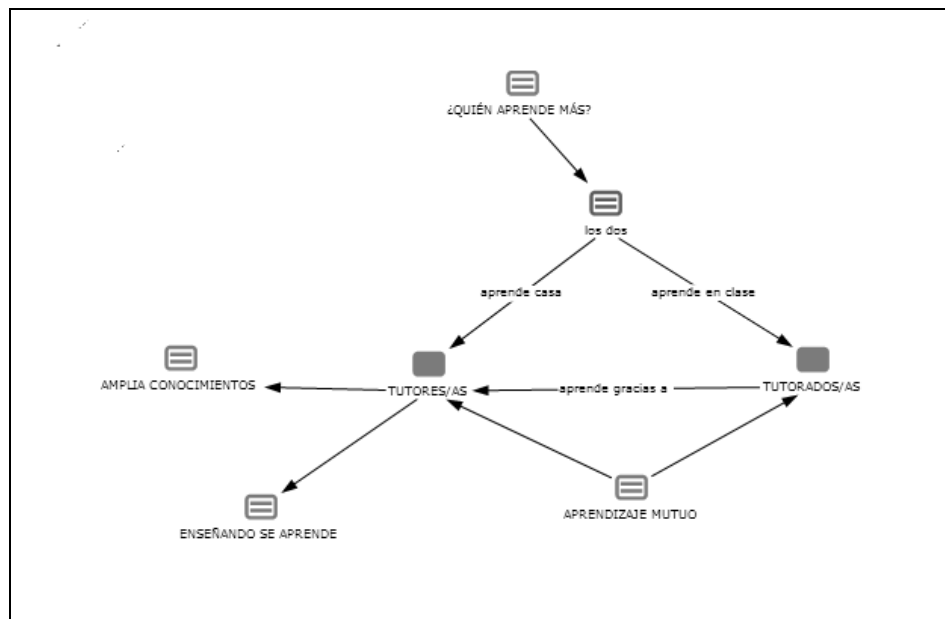 ¿QUIÉN APRENDE MÁS?
los dos
aprende casa
aprende en clase
AMPLIA CONOCIMIENTOS
TUTORES/AS
aprende gracias a
TUTORADOS/AS
APRENDIZAJE MUTUO
ENSEÑANDO SE APRENDE